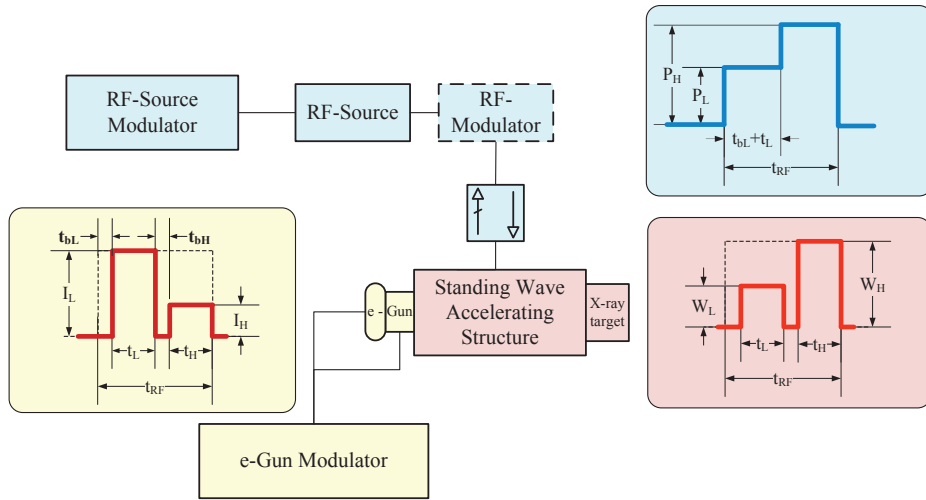 RF-Source
Modulator
RF-Source
RF-
Modulator
P_H
P_L
t_bL+t_L
t_RF
t_bL
t_bH
I_L
I_H
t_L
t_H
t_RF
e -
Gun
Standing Wave
Accelerating
Structure
X-ray
target
W_L
W_H
t_L
t_H
t_RF
e-Gun Modulator